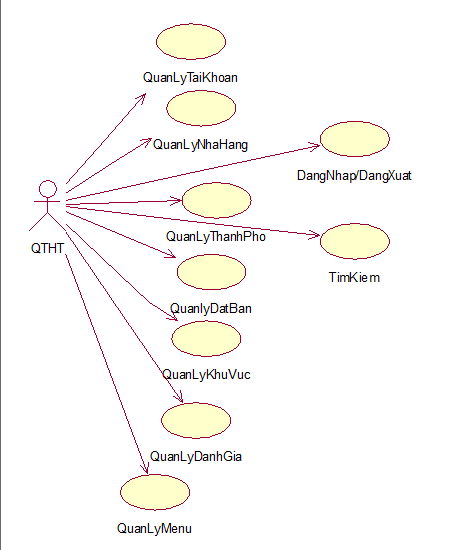 QuanLyTaiKhoan
QuanLyNhaHang
DangNhap/DangXuat
QuanLyThanhPho
QTHT
TimKiem
QuanlyDatBan
QuanLyKhuVuc
QuanLyDanhGia
QuanLyMenu